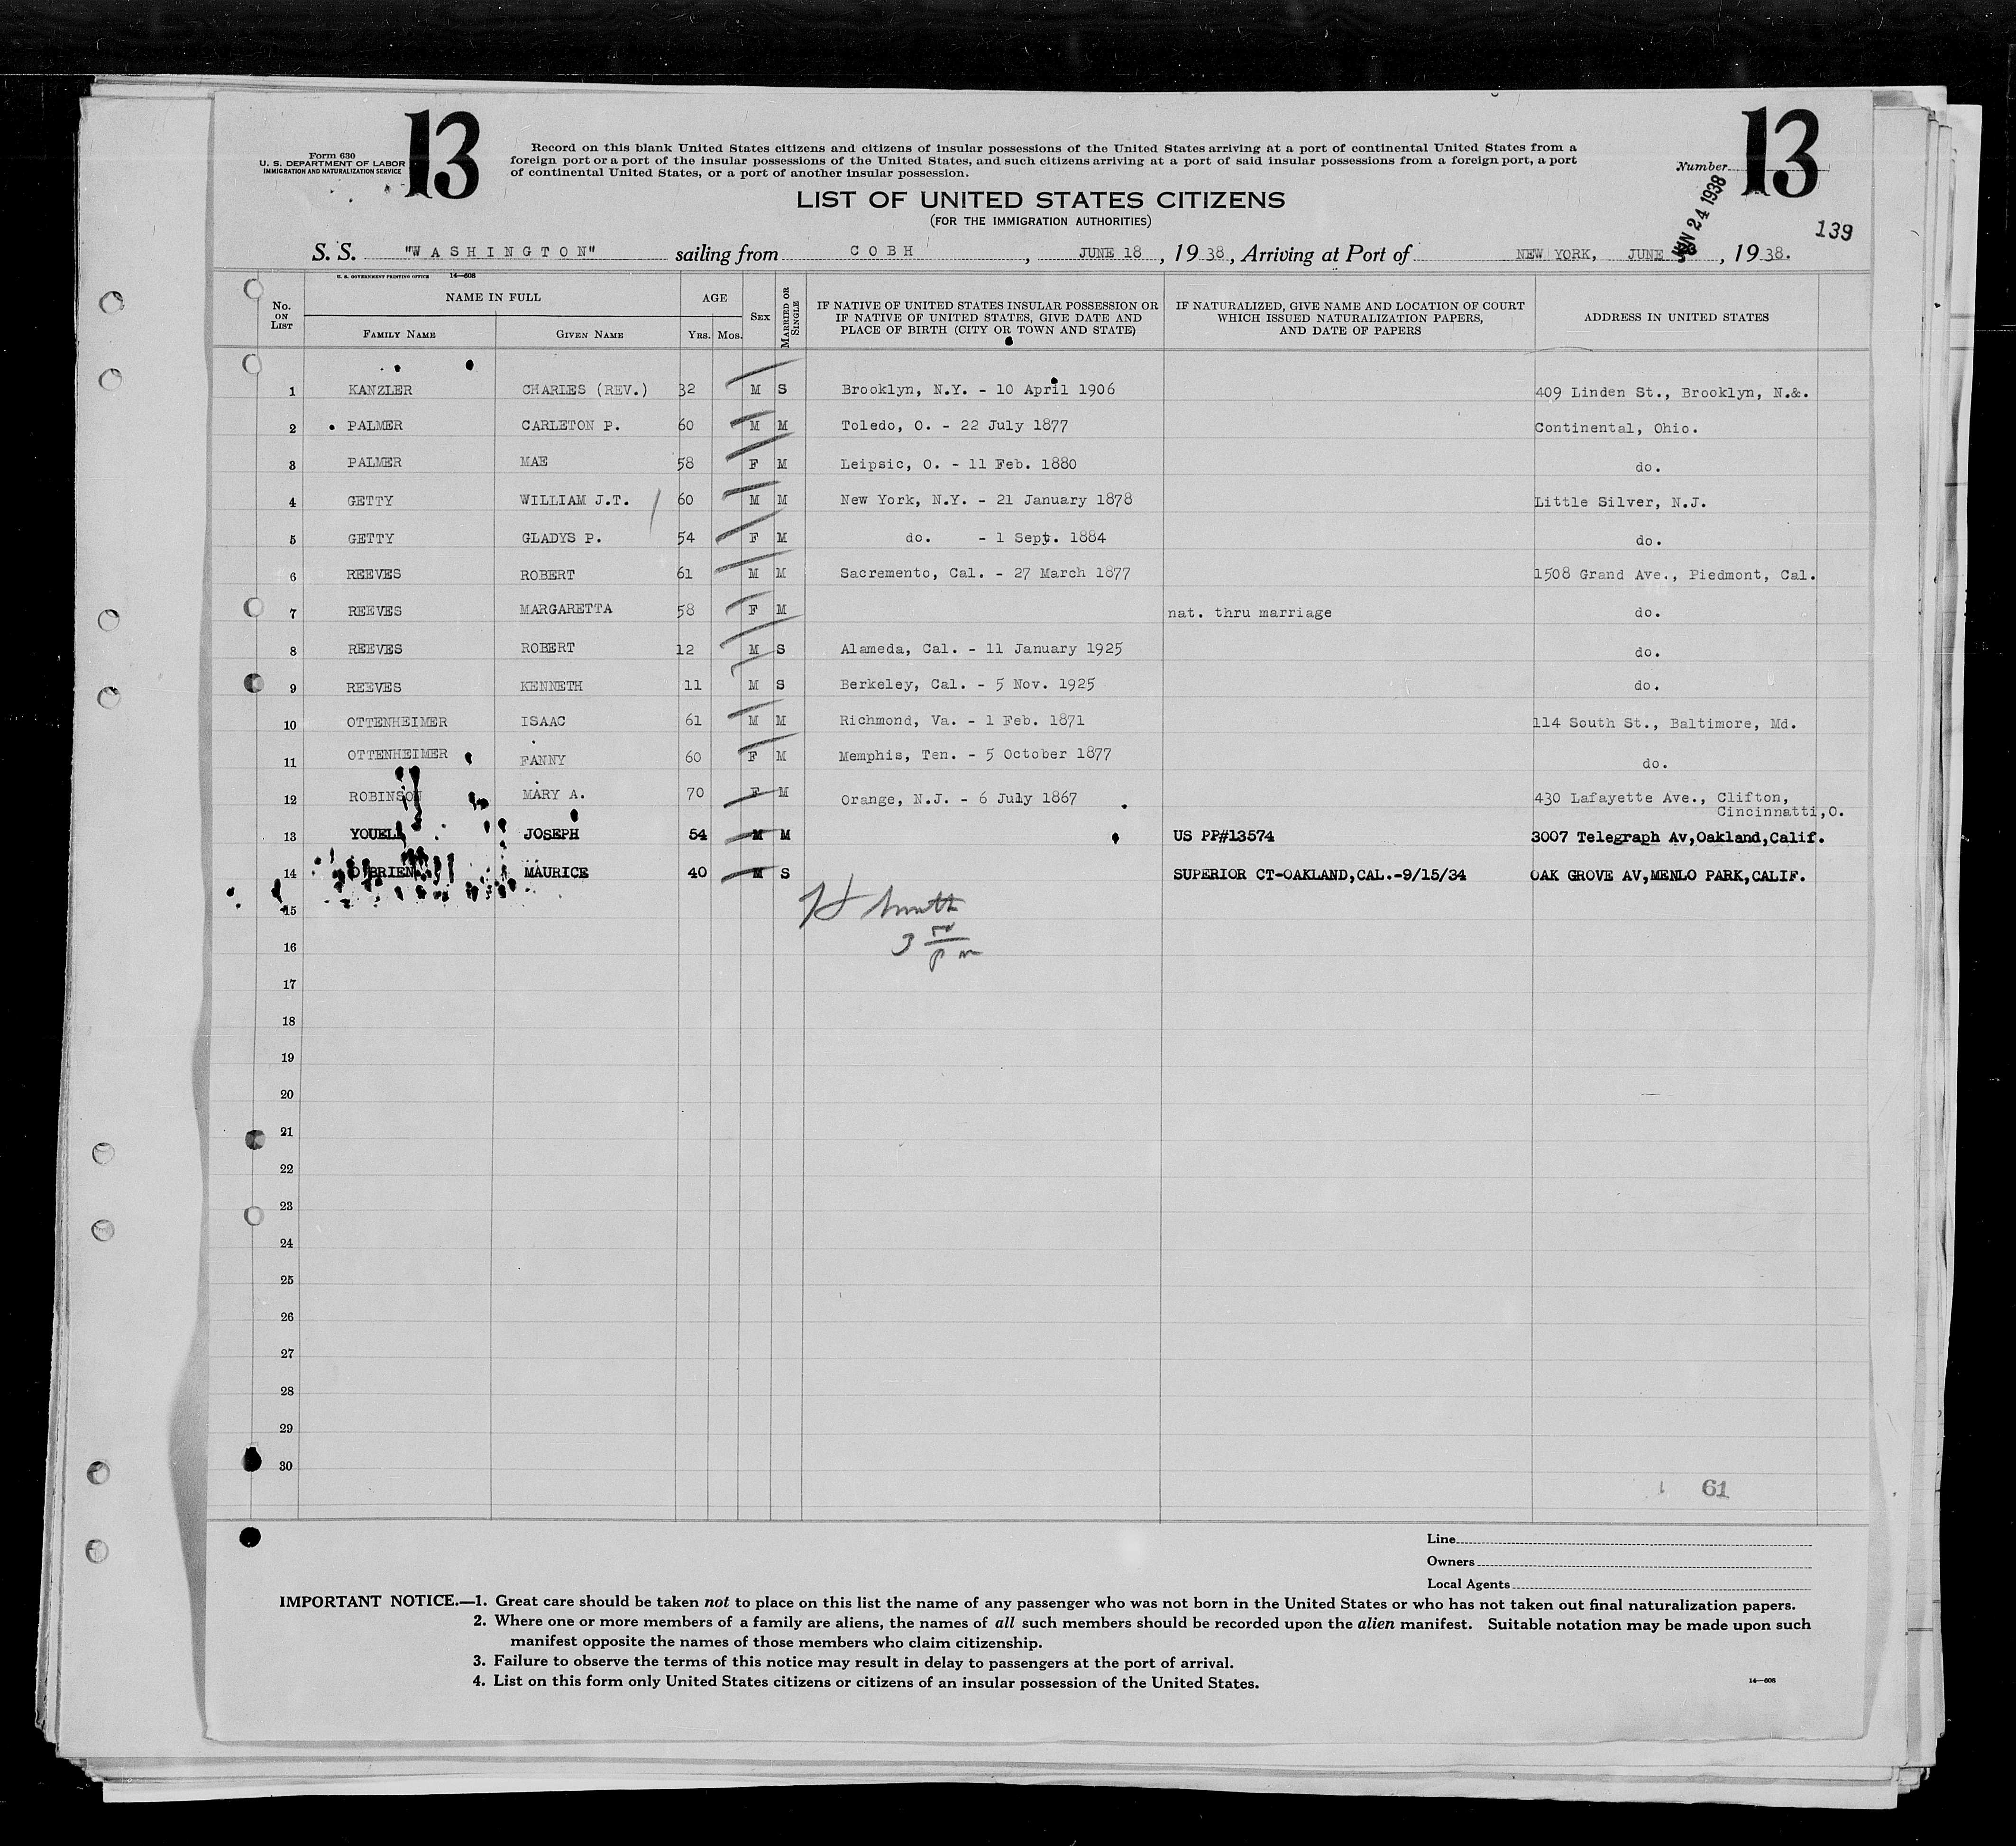 13
13
Form 630
U. S. DEPARTMENT OF LABOR
IMMIGRATION AND NATURALIZATION SERVICE
Record on this blank United States citizens and citizens of insular possessions of the United States arriving at a port of continental United States from a
foreign port or a port of the insular possessions of the United States, and such citizens arriving at a port of said insular possessions from a foreign port, a port
of continental United States, or a port of another insular possession.
Number
JUN 24 1938
139
LIST OF UNITED STATES CITIZENS
(FOR THE IMMIGRATION AUTHORITIES)
S. S. "WASHINGTON" sailing from COBH, JUNE 18, 1938, Arriving at Port of NEW YORK, JUNE, 1938.
U. S. GOVERNMENT PRINTING OFFICE 14—608
No. ON LIST NAME IN FULL AGE SEX MARRIED OR SINGLE IF NATIVE OF UNITED STATES INSULAR POSSESSION OR IF NATIVE OF UNITED STATES, GIVE DATE AND PLACE OF BIRTH (CITY OR TOWN AND STATE) IF NATURALIZED, GIVE NAME AND LOCATION OF COURT WHICH ISSUED NATURALIZATION PAPERS, AND DATE OF PAPERS ADDRESS IN UNITED STATES
FAMILY NAME GIVEN NAME YRS. MOS.
1 KANZLER CHARLES (REV.) 32 M S Brooklyn, N.Y. - 10 April 1906 409 Linden St., Brooklyn, N.&.
2 PALMER CARLETON P. 60 M M Toledo, O. - 22 July 1877 Continental, Ohio.
3 PALMER MAE 58 F M Leipsic, O. - 11 Feb. 1880 do.
4 GETTY WILLIAM J.T. 60 M M New York, N.Y. - 21 January 1878 Little Silver, N.J.
5 GETTY GLADYS P. 54 F M do. - 1 Sept. 1884 do.
6 REEVES ROBERT 61 M M Sacremento, Cal. - 27 March 1877 1508 Grand Ave., Piedmont, Cal.
7 REEVES MARGARETTA 58 F M nat. thru marriage do.
8 REEVES ROBERT 12 M S Alameda, Cal. - 11 January 1925 do.
9 REEVES KENNETH 11 M S Berkeley, Cal. - 5 Nov. 1925 do.
10 OTTENHEIMER ISAAC 61 M M Richmond, Va. - 1 Feb. 1871 114 South St., Baltimore, Md.
11 OTTENHEIMER FANNY 60 F M Memphis, Ten. - 5 October 1877 do.
12 ROBINSON MARY A. 70 F M Orange, N.J. - 6 July 1867 430 Lafayette Ave., Clifton,
Cincinnatti,O.
13 YOUELL JOSEPH 54 M M US PP#13574 3007 Telegraph Av,Oakland,Calif.
14 O'BRIEN MAURICE 40 M S SUPERIOR CT-OAKLAND,CAL.-9/15/34 OAK GROVE AV,MENLO PARK,CALIF.
15
16
17
18
19
20
21
22
23
24
25
26
27
28
29
30
61
Line
Owners
Local Agents
IMPORTANT NOTICE.—1. Great care should be taken not to place on this list the name of any passenger who was not born in the United States or who has not taken out final naturalization papers.
2. Where one or more members of a family are aliens, the names of all such members should be recorded upon the alien manifest. Suitable notation may be made upon such
manifest opposite the names of those members who claim citizenship.
3. Failure to observe the terms of this notice may result in delay to passengers at the port of arrival.
4. List on this form only United States citizens or citizens of an insular possession of the United States.
14—608